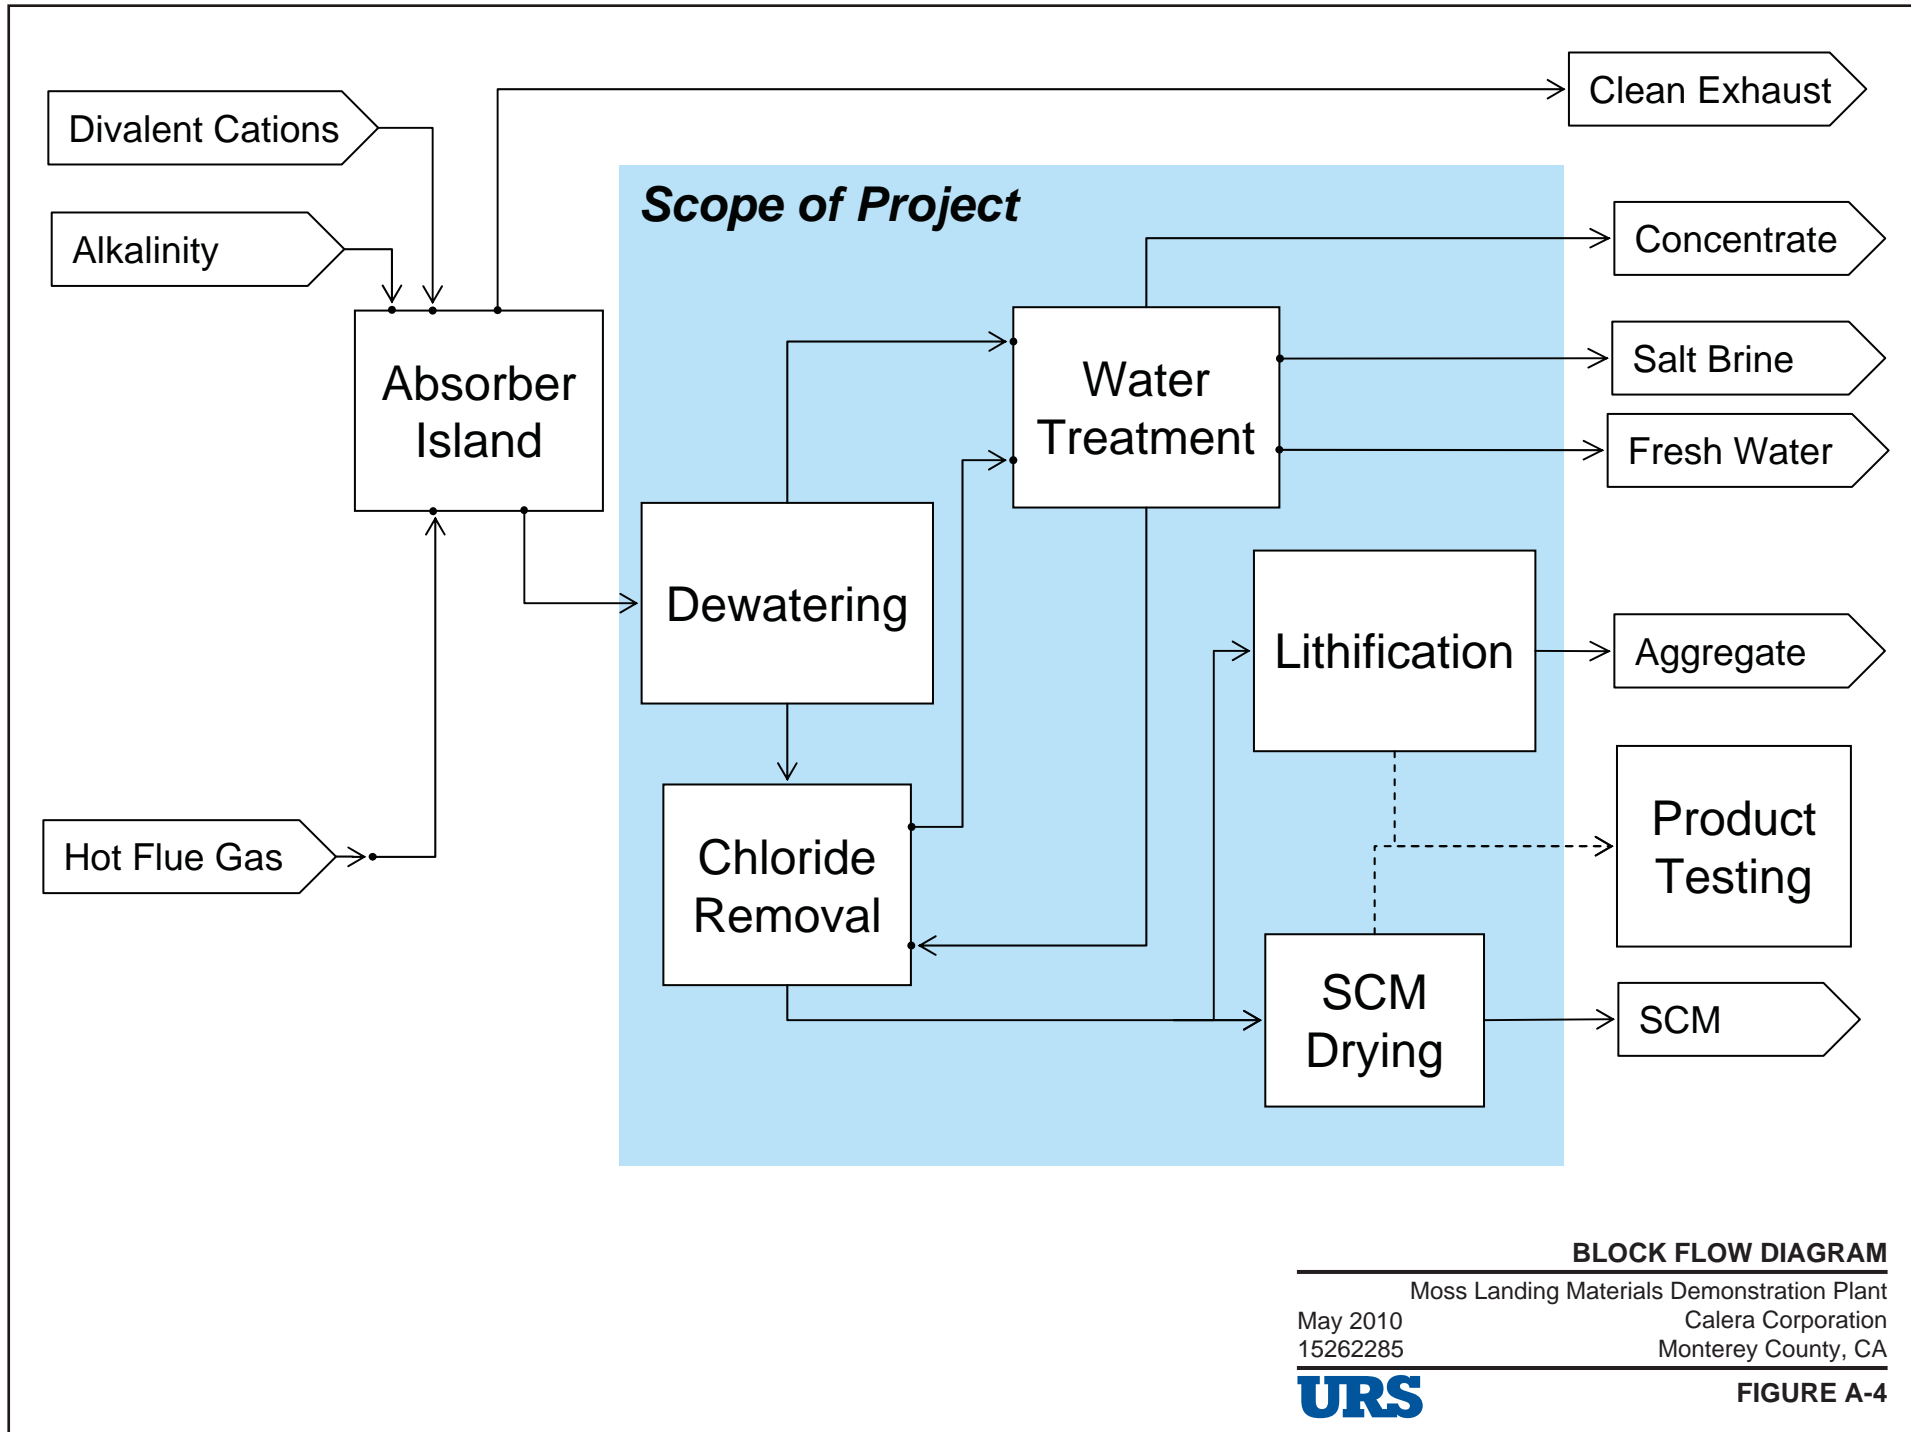 Clean Exhaust
Divalent Cations
Scope of Project
Alkalinity
Concentrate
Absorber
Island
Water
Treatment
Salt Brine
Fresh Water
Dewatering
Lithification
Aggregate
Hot Flue Gas
Chloride
Removal
Product
Testing
SCM
Drying
SCM
BLOCK FLOW DIAGRAM
Moss Landing Materials Demonstration Plant
May 2010
Calera Corporation
15262285
Monterey County, CA
URS
FIGURE A-4